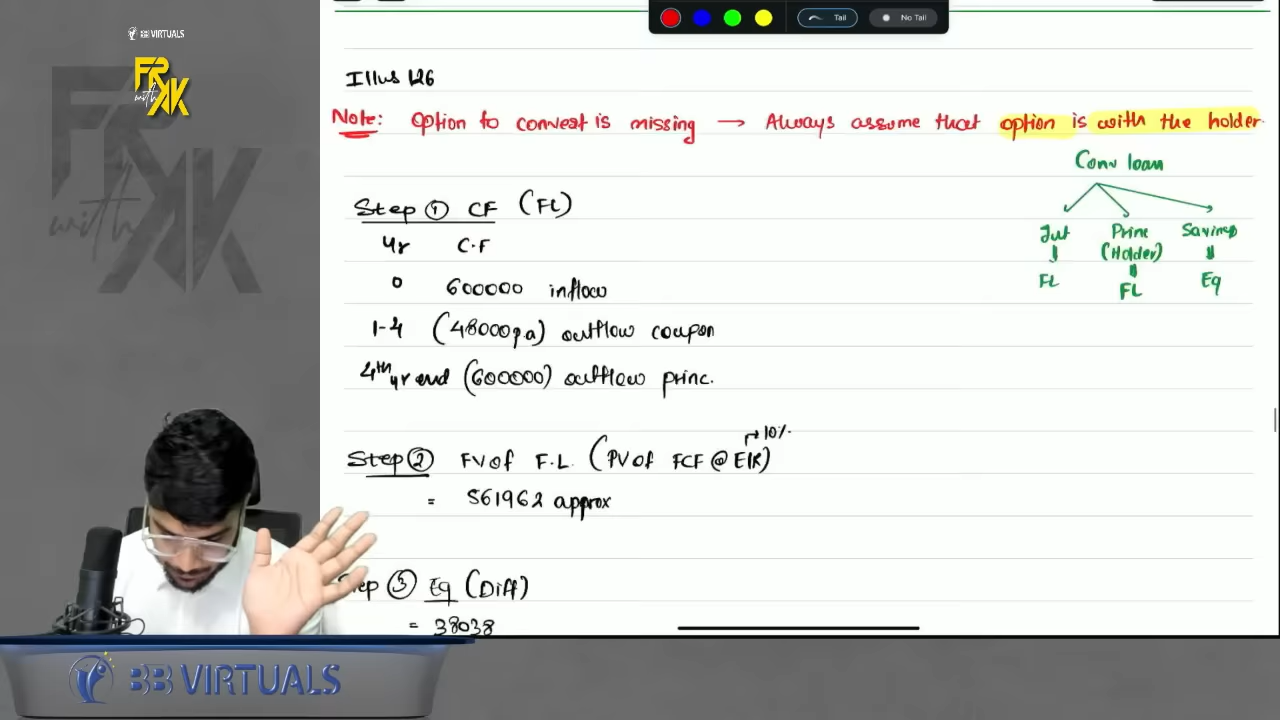 Tail
No Tail
BB VIRTUALS
FR
with AK
Illus 126
Note: Option to convert is missing → Always assume that option is with the holder.
Conv loan
Int
Princ
Savings
(Holder)
FL
FL
Eq
Step ① CF (FL)
Yr C.F
0 600000 inflow
1-4 (48000 p.a) outflow coupon
4th yr end (600000) outflow princ.
Step ② FV of F.L. (PV of FCF @ EIR)
→ 10%.
= 561962 approx
Step ③ Eq (Diff)
= 38038
BB VIRTUALS